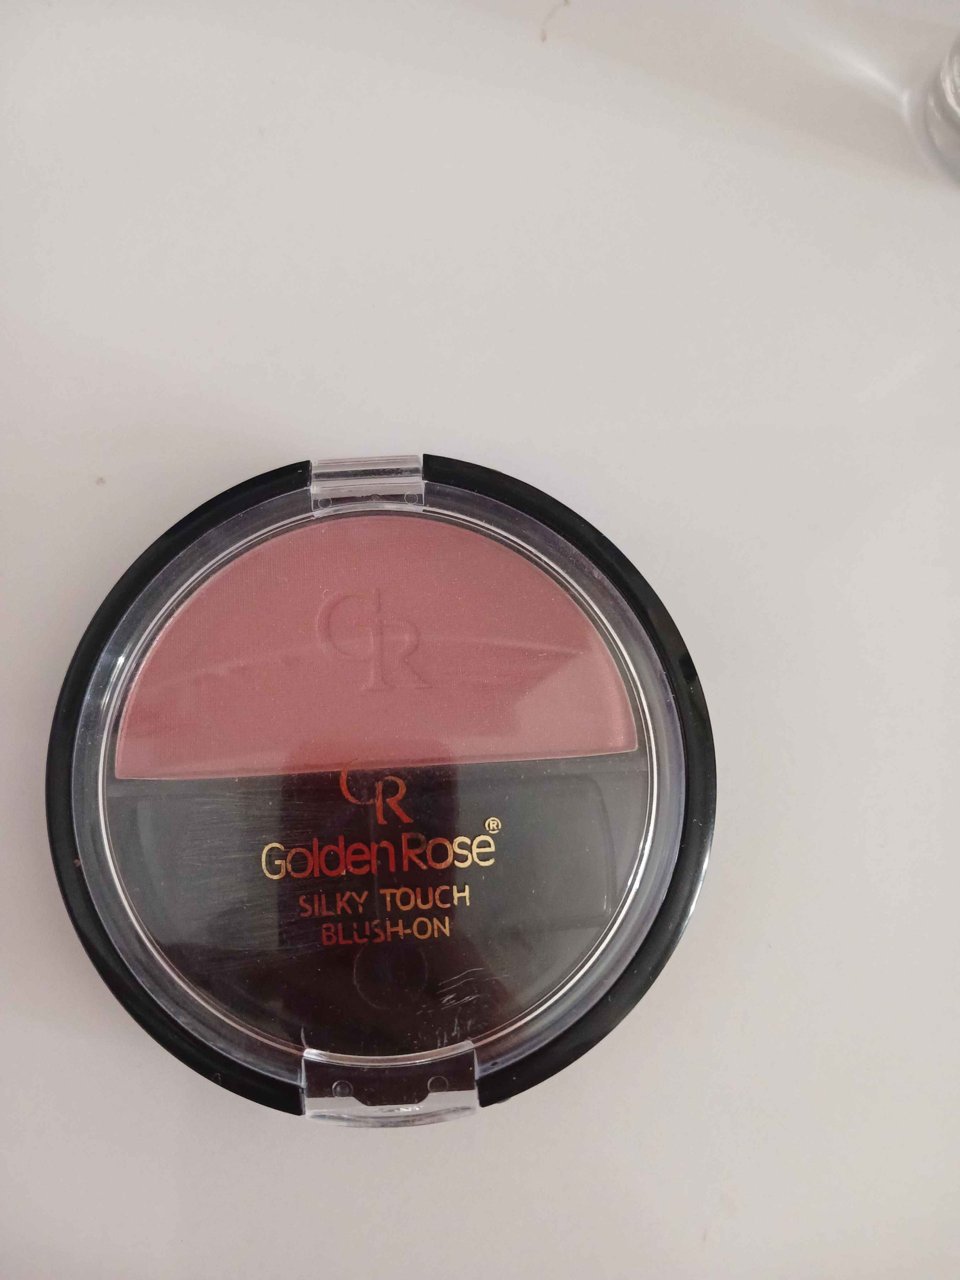 GR
GR
Golden Rose®
SILKY TOUCH
BLUSH-ON